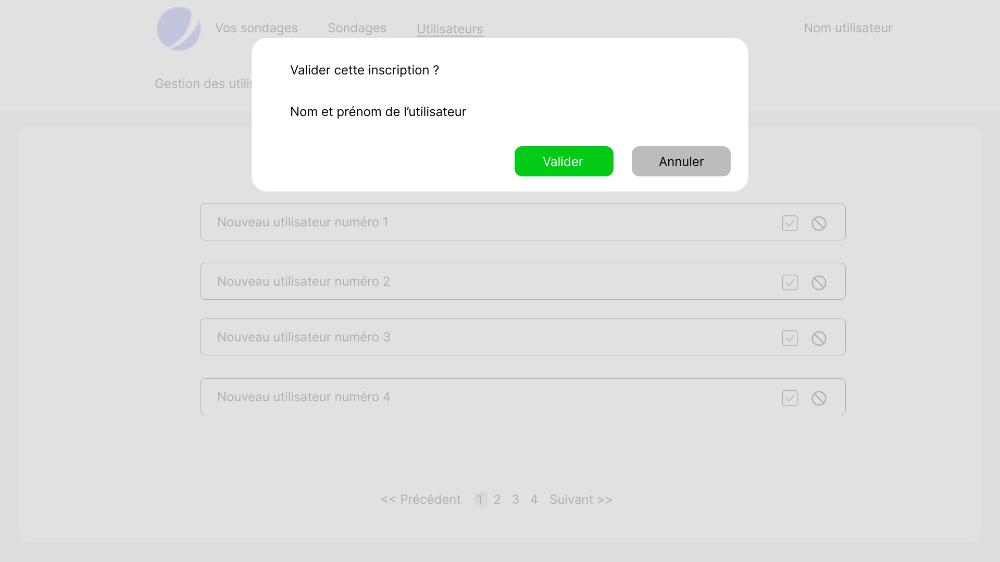 Vos sondages Sondages Utilisateurs Nom utilisateur
Valider cette inscription ?
Gestion des utilis
Nom et prénom de l’utilisateur
Valider Annuler
Nouveau utilisateur numéro 1
Nouveau utilisateur numéro 2
Nouveau utilisateur numéro 3
Nouveau utilisateur numéro 4
<< Précédent 1 2 3 4 Suivant >>